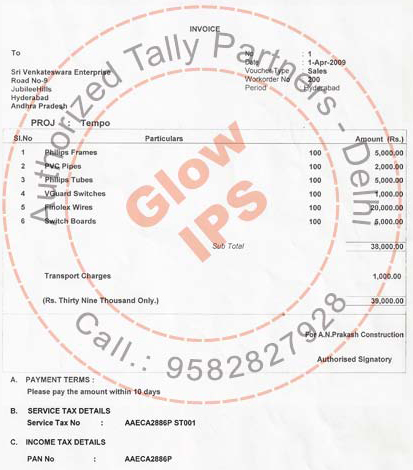 INVOICE
To
No : 1
Date : 1-Apr-2009
Voucher Type : Sales
Workorder No : 200
Period : Hyderabad
Sri Venkateswara Enterprise
Road No-9
JubileeHills
Hyderabad
Andhra Pradesh
PROJ : Tempo
Sl.No Particulars Amount (Rs.)
1 Philips Frames 100 5,000.00
2 PVC Pipes 100 2,000.00
3 Philips Tubes 100 5,000.00
4 VGuard Switches 100 1,000.00
5 Finolex Wires 100 20,000.00
6 Switch Boards 100 5,000.00
Sub Total 38,000.00
Transport Charges 1,000.00
(Rs. Thirty Nine Thousand Only.) 39,000.00
For A.N.Prakash Construction
Authorised Signatory
A. PAYMENT TERMS :
Please pay the amount within 10 days
B. SERVICE TAX DETAILS
Service Tax No : AAECA2886P ST001
C. INCOME TAX DETAILS
PAN No : AAECA2886P
Authorized Tally Partners - Delhi
Glow
IPS
Call.: 9582827928